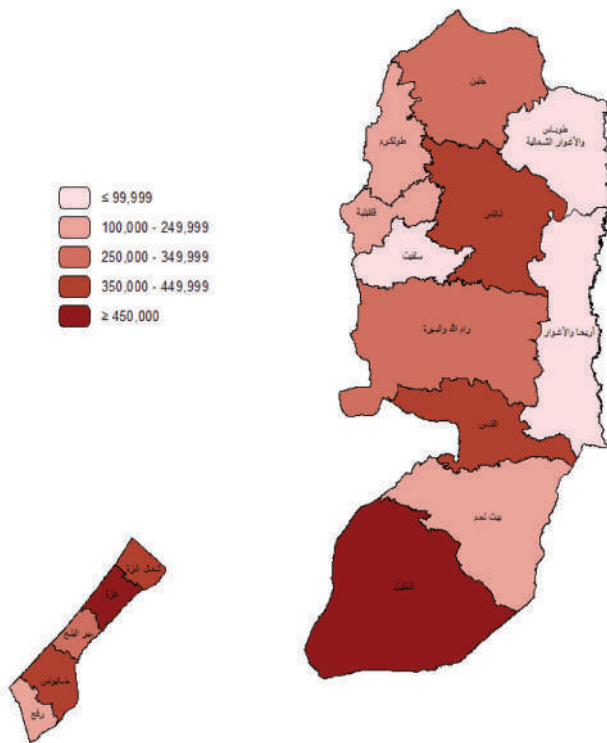 جنين
طوباس
والأغوار الشمالية
طولكرم
≤ 99,999
100,000 - 249,999
250,000 - 349,999
350,000 - 449,999
≥ 450,000
قلقيلية
نابلس
سلفيت
رام الله والبيرة
أريحا والأغوار
القدس
بيت لحم
الخليل
شمال غزة
غزة
دير البلح
خانيونس
رفح